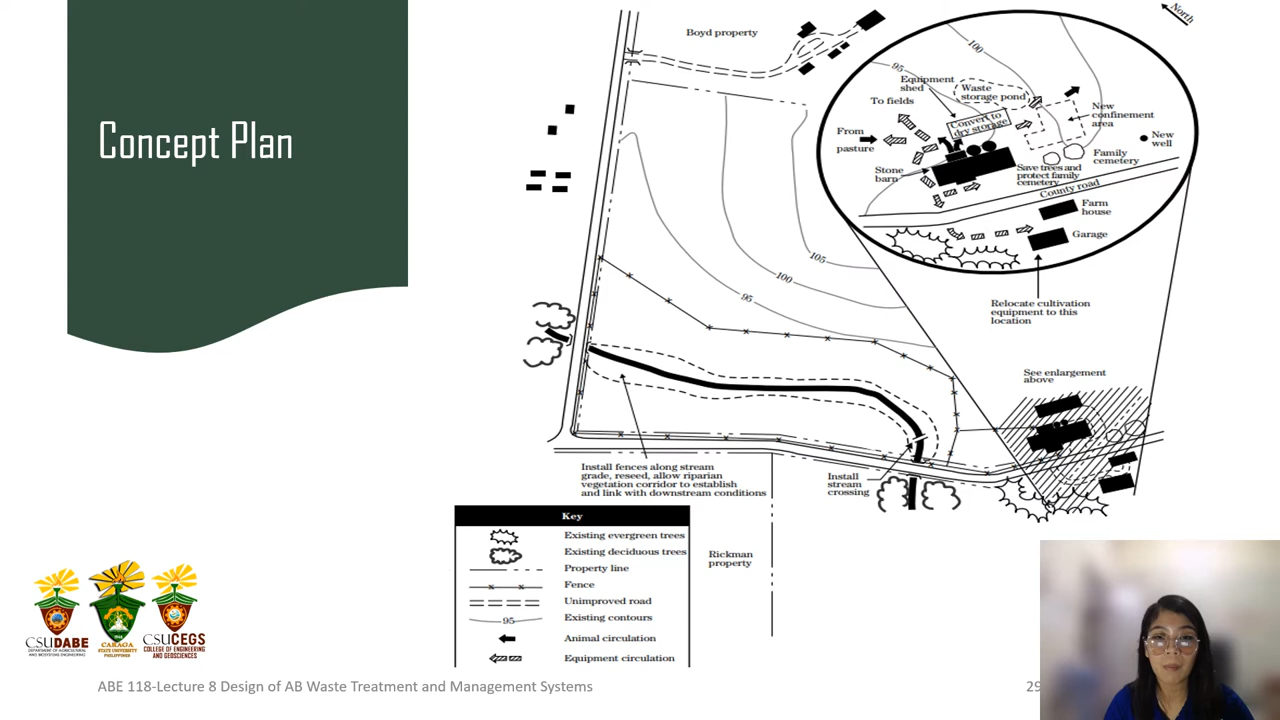 Concept Plan
Boyd property
North
100
95
Equipment
shed
Waste
storage pond
To fields
New
confinement
area
Convert to
dry storage
From
pasture
New
well
Family
cemetery
Stone
barn
Save trees and
protect family
cemetery
County road
Farm
house
Garage
105
100
95
Relocate cultivation
equipment to this
location
See enlargement
above
Install fences along stream
grade, reseed, allow riparian
vegetation corridor to establish
and link with downstream conditions
Install
stream
crossing
Key
Existing evergreen trees
Existing deciduous trees
Property line
Fence
Unimproved road
95
Existing contours
Animal circulation
Equipment circulation
Rickman
property
CSUDABE
DEPARTMENT OF AGRICULTURAL
AND BIOSYSTEMS ENGINEERING
CARAGA
STATE UNIVERSITY
PHILIPPINES
CSUCEGS
COLLEGE OF ENGINEERING
AND GEOSCIENCES
ABE 118-Lecture 8 Design of AB Waste Treatment and Management Systems
29